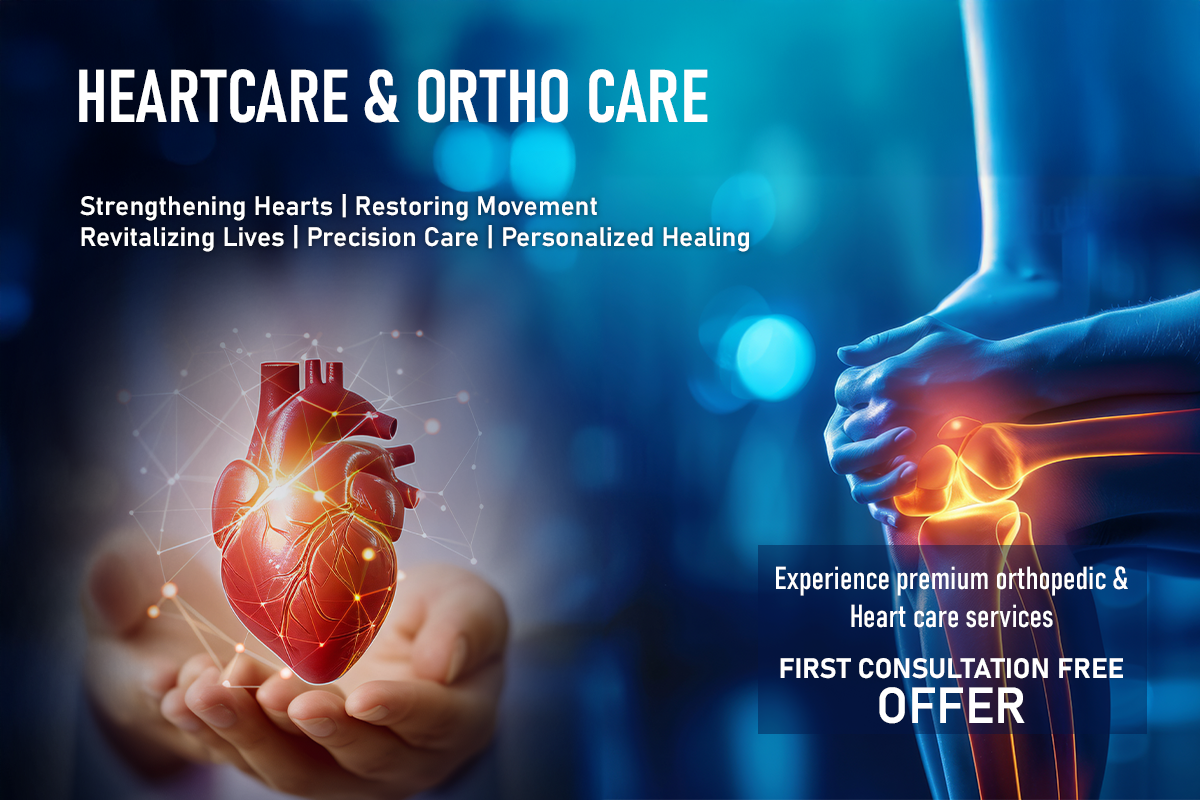 HEARTCARE & ORTHO CARE
Strengthening Hearts | Restoring Movement
Revitalizing Lives | Precision Care | Personalized Healing
Experience premium orthopedic &
Heart care services
FIRST CONSULTATION FREE
OFFER